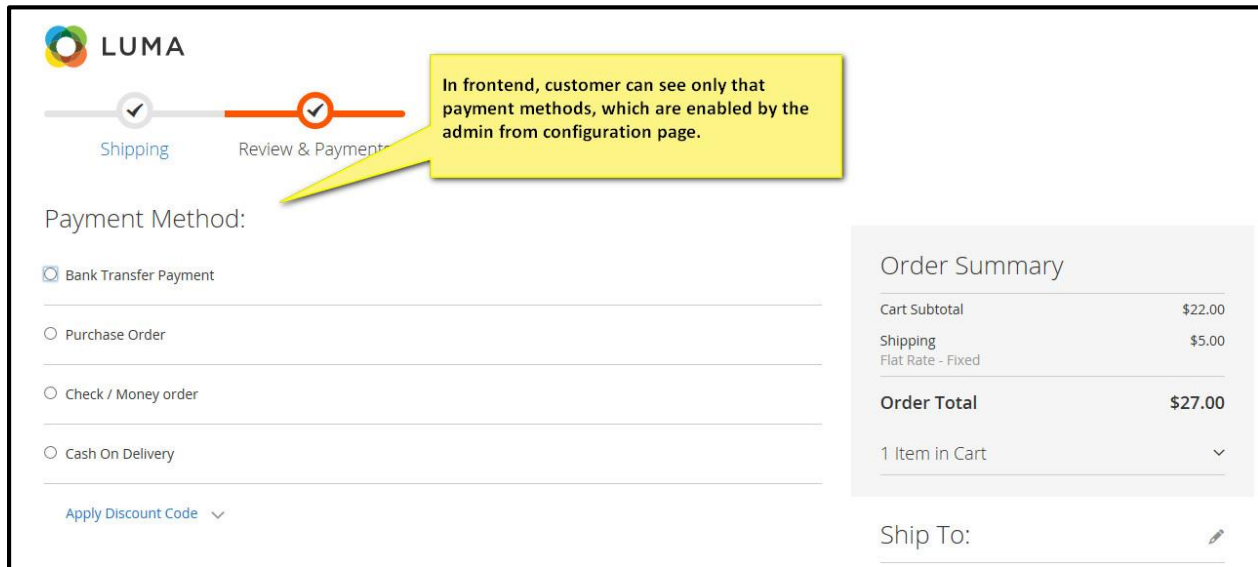 LUMA
In frontend, customer can see only that
payment methods, which are enabled by the
admin from configuration page.
Shipping
Review & Payments
Payment Method:
Bank Transfer Payment
Purchase Order
Check / Money order
Cash On Delivery
Apply Discount Code
Order Summary
Cart Subtotal $22.00
Shipping $5.00
Flat Rate - Fixed
Order Total $27.00
1 Item in Cart
Ship To: